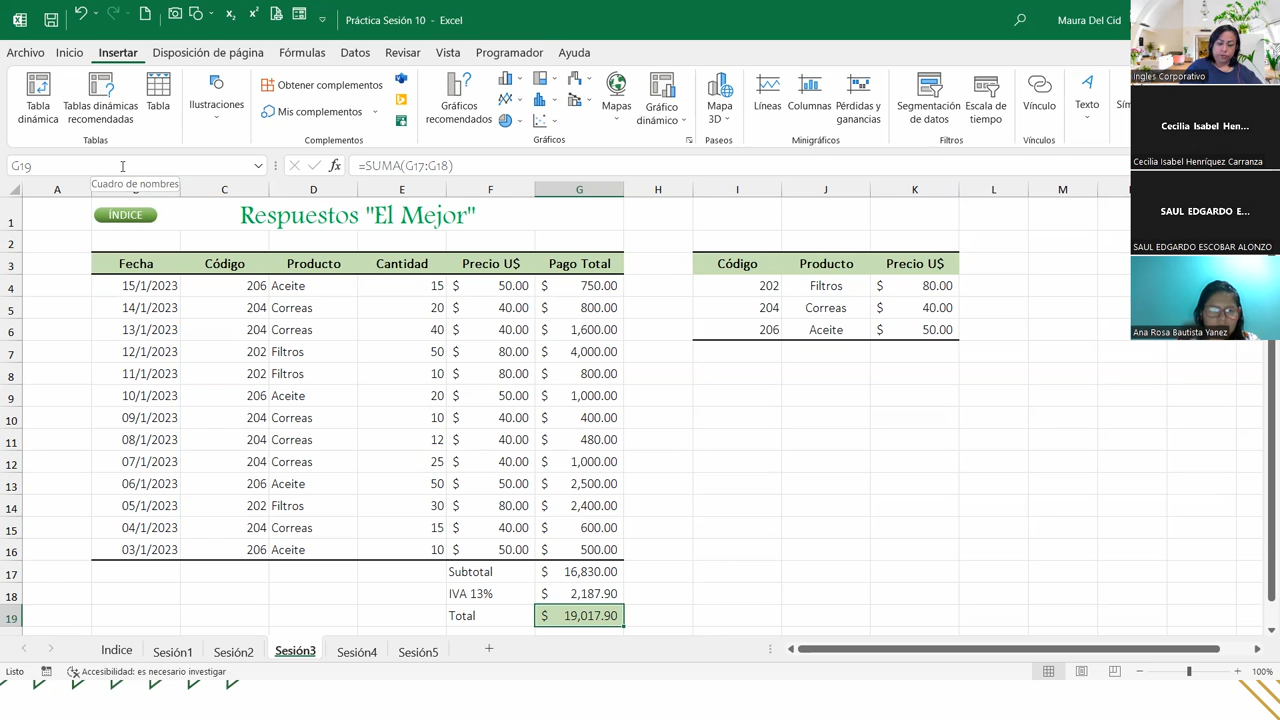 Práctica Sesión 10 - Excel
Maura Del Cid
Archivo Inicio Insertar Disposición de página Fórmulas Datos Revisar Vista Programador Ayuda
Tabla dinámica
Tablas dinámicas recomendadas
Tabla
Ilustraciones
Obtener complementos
Mis complementos
Gráficos recomendados
Mapas
Gráfico dinámico
Mapa 3D
Líneas
Columnas
Pérdidas y ganancias
Segmentación de datos
Escala de tiempo
Vínculo
Texto
Sím
Tablas Complementos Gráficos Paseos Minigráficos Filtros Vínculos
G19 fx =SUMA(G17:G18)
Cuadro de nombres
A C D E F G H I J K L M
1 ÍNDICE Respuestos "El Mejor"
2
3 Fecha Código Producto Cantidad Precio U$ Pago Total Código Producto Precio U$
4 15/1/2023 206 Aceite 15 $ 50.00 $ 750.00 202 Filtros $ 80.00
5 14/1/2023 204 Correas 20 $ 40.00 $ 800.00 204 Correas $ 40.00
6 13/1/2023 204 Correas 40 $ 40.00 $ 1,600.00 206 Aceite $ 50.00
7 12/1/2023 202 Filtros 50 $ 80.00 $ 4,000.00
8 11/1/2023 202 Filtros 10 $ 80.00 $ 800.00
9 10/1/2023 206 Aceite 20 $ 50.00 $ 1,000.00
10 09/1/2023 204 Correas 10 $ 40.00 $ 400.00
11 08/1/2023 204 Correas 12 $ 40.00 $ 480.00
12 07/1/2023 204 Correas 25 $ 40.00 $ 1,000.00
13 06/1/2023 206 Aceite 50 $ 50.00 $ 2,500.00
14 05/1/2023 202 Filtros 30 $ 80.00 $ 2,400.00
15 04/1/2023 204 Correas 15 $ 40.00 $ 600.00
16 03/1/2023 206 Aceite 10 $ 50.00 $ 500.00
17 Subtotal $ 16,830.00
18 IVA 13% $ 2,187.90
19 Total $ 19,017.90
Indice Sesión1 Sesión2 Sesión3 Sesión4 Sesión5
Listo Accesibilidad: es necesario investigar 100%
Ingles Corporativo
Cecilia Isabel Hen...
Cecilia Isabel Henríquez Carranza
SAUL EDGARDO E...
SAUL EDGARDO ESCOBAR ALONZO
Ana Rosa Bautista Yanez